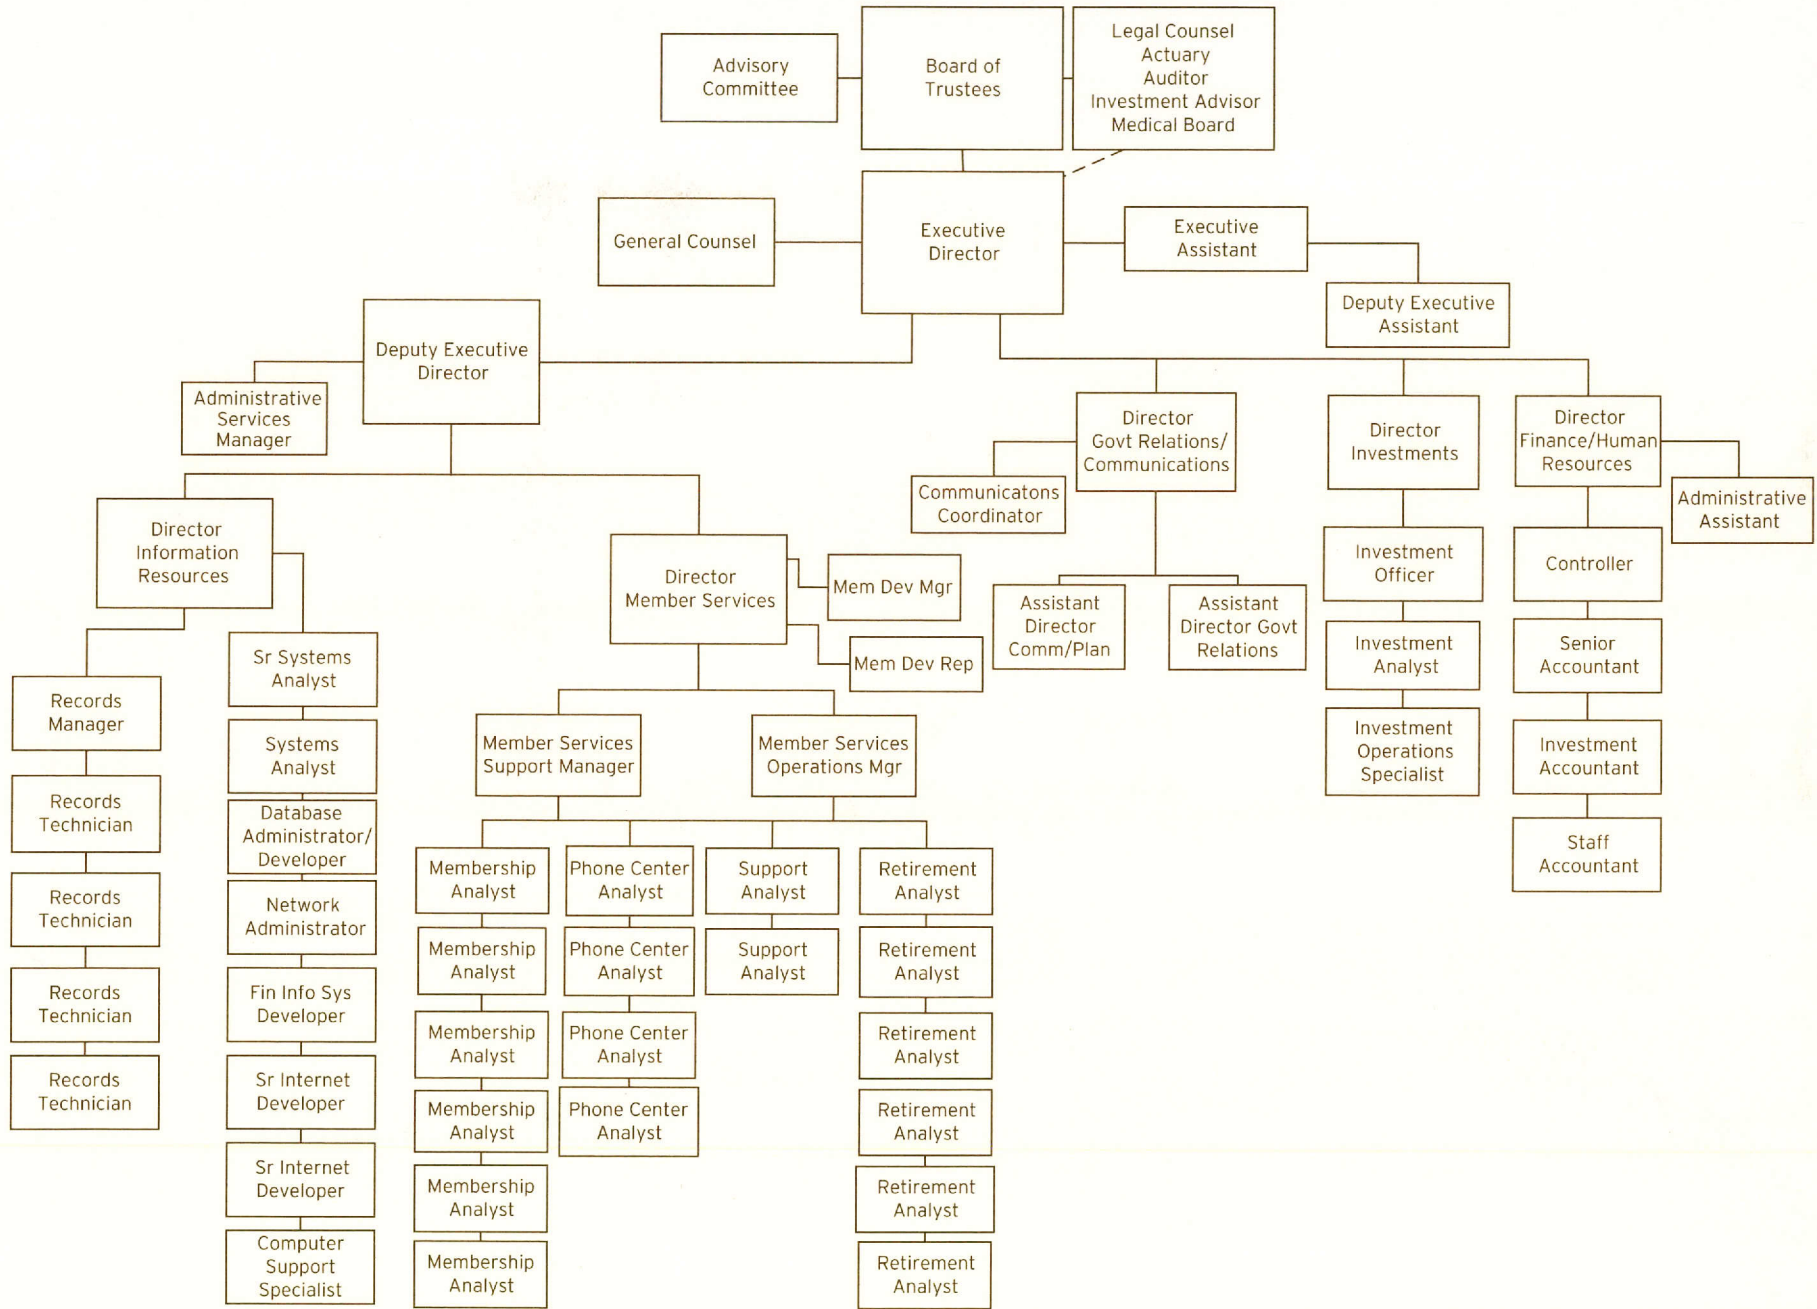 Advisory
Committee
Board of
Trustees
Legal Counsel
Actuary
Auditor
Investment Advisor
Medical Board
General Counsel
Executive
Director
Executive
Assistant
Deputy Executive
Assistant
Deputy Executive
Director
Administrative
Services
Manager
Director
Govt Relations/
Communications
Director
Investments
Director
Finance/Human
Resources
Communicatons
Coordinator
Administrative
Assistant
Director
Information
Resources
Director
Member Services
Mem Dev Mgr
Mem Dev Rep
Assistant
Director
Comm/Plan
Assistant
Director Govt
Relations
Investment
Officer
Controller
Investment
Analyst
Senior
Accountant
Investment
Operations
Specialist
Investment
Accountant
Staff
Accountant
Records
Manager
Records
Technician
Records
Technician
Records
Technician
Records
Technician
Sr Systems
Analyst
Systems
Analyst
Database
Administrator/
Developer
Network
Administrator
Fin Info Sys
Developer
Sr Internet
Developer
Sr Internet
Developer
Computer
Support
Specialist
Member Services
Support Manager
Member Services
Operations Mgr
Membership
Analyst
Membership
Analyst
Membership
Analyst
Membership
Analyst
Membership
Analyst
Membership
Analyst
Phone Center
Analyst
Phone Center
Analyst
Phone Center
Analyst
Phone Center
Analyst
Support
Analyst
Support
Analyst
Retirement
Analyst
Retirement
Analyst
Retirement
Analyst
Retirement
Analyst
Retirement
Analyst
Retirement
Analyst